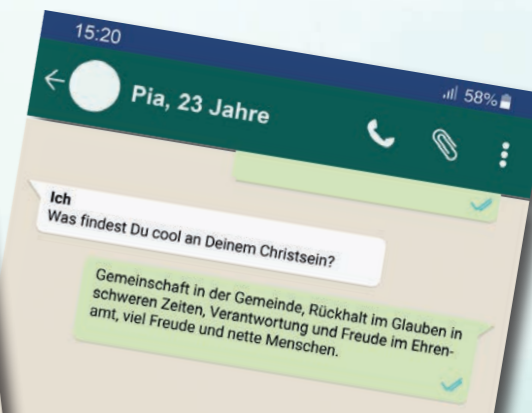 15:20
58%
Pia, 23 Jahre
Ich
Was findest Du cool an Deinem Christsein?
Gemeinschaft in der Gemeinde, Rückhalt im Glauben in
schweren Zeiten, Verantwortung und Freude im Ehren-
amt, viel Freude und nette Menschen.